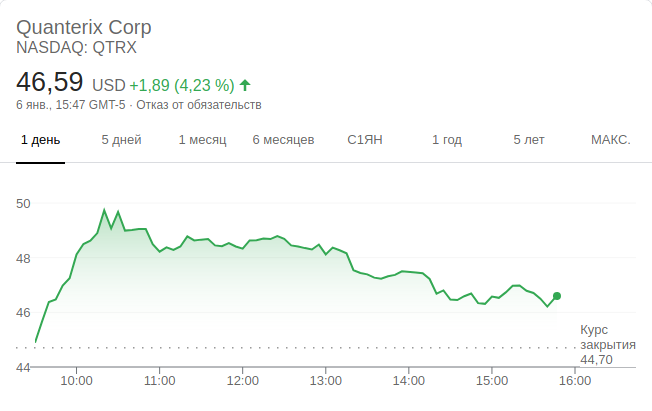 Quanterix Corp
NASDAQ: QTRX
46,59 USD +1,89 (4,23 %)
6 янв., 15:47 GMT-5 · Отказ от обязательств
1 день 5 дней 1 месяц 6 месяцев С1ЯН 1 год 5 лет МАКС.
50
48
46
Курс
закрытия
44,70
44
10:00 11:00 12:00 13:00 14:00 15:00 16:00